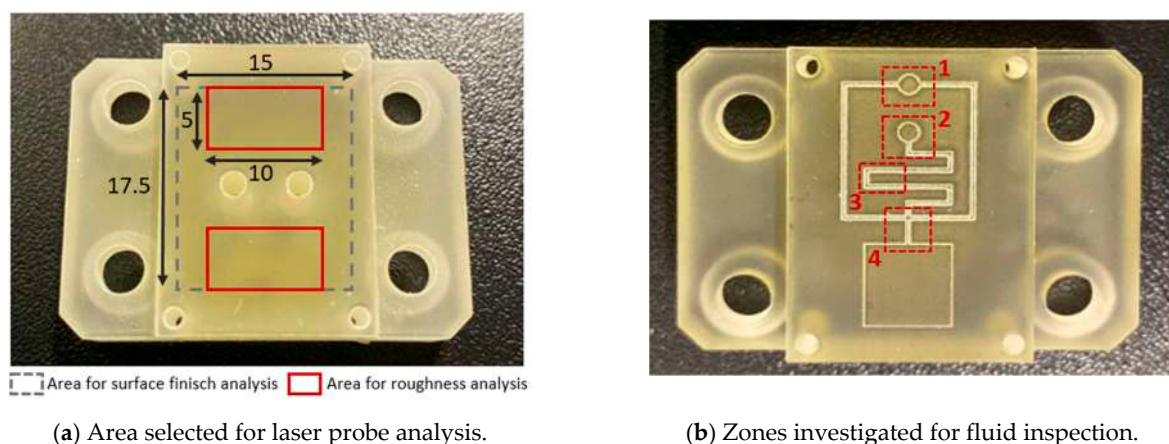 15
5
10
17.5
1
2
3
4
Area for surface finisch analysis Area for roughness analysis
(a) Area selected for laser probe analysis.
(b) Zones investigated for fluid inspection.